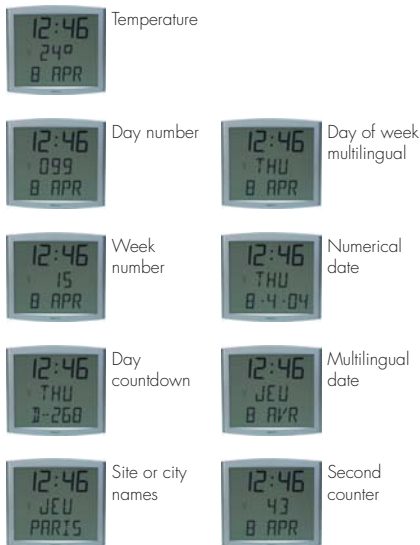 12:46
24°
8 APR
Temperature
12:46
099
8 APR
Day number
12:46
THU
8 APR
Day of week
multilingual
12:46
15
8 APR
Week
number
12:46
THU
8-4-04
Numerical
date
12:46
THU
D-268
Day
countdown
12:46
JEU
8 AVR
Multilingual
date
12:46
JEU
PARIS
Site or city
names
12:46
43
8 APR
Second
counter